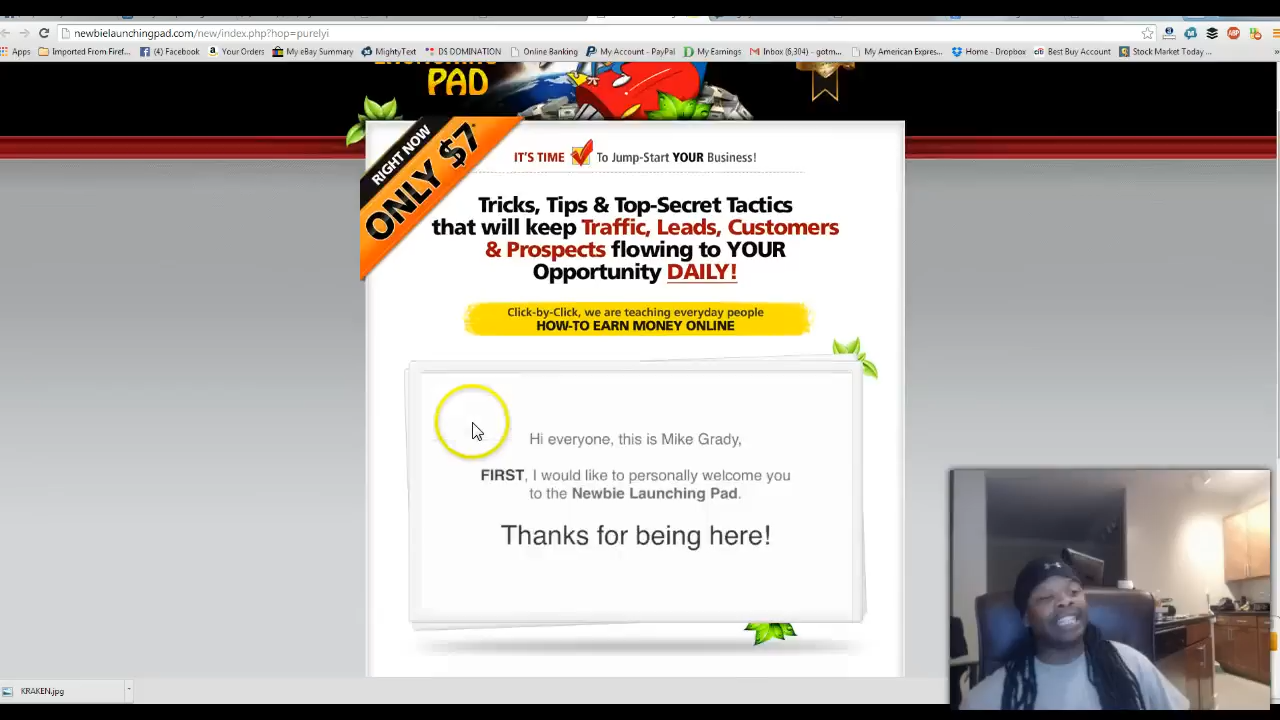 newbielaunchingpad.com/new/index.php?hop=purelyi
Apps Imported From Firef... (4) Facebook Your Orders My eBay Summary MightyText DS DOMINATION Online Banking My Account - PayPal My Earnings Inbox (6,304) - gotm... My American Expres... Home - Dropbox Best Buy Account Stock Market Today ...
PAD
RIGHT NOW
ONLY $7*
IT'S TIME To Jump-Start YOUR Business!
Tricks, Tips & Top-Secret Tactics
that will keep Traffic, Leads, Customers
& Prospects flowing to YOUR
Opportunity DAILY!
Click-by-Click, we are teaching everyday people
HOW-TO EARN MONEY ONLINE
Hi everyone, this is Mike Grady,
FIRST, I would like to personally welcome you
to the Newbie Launching Pad.
Thanks for being here!
KRAKEN.jpg